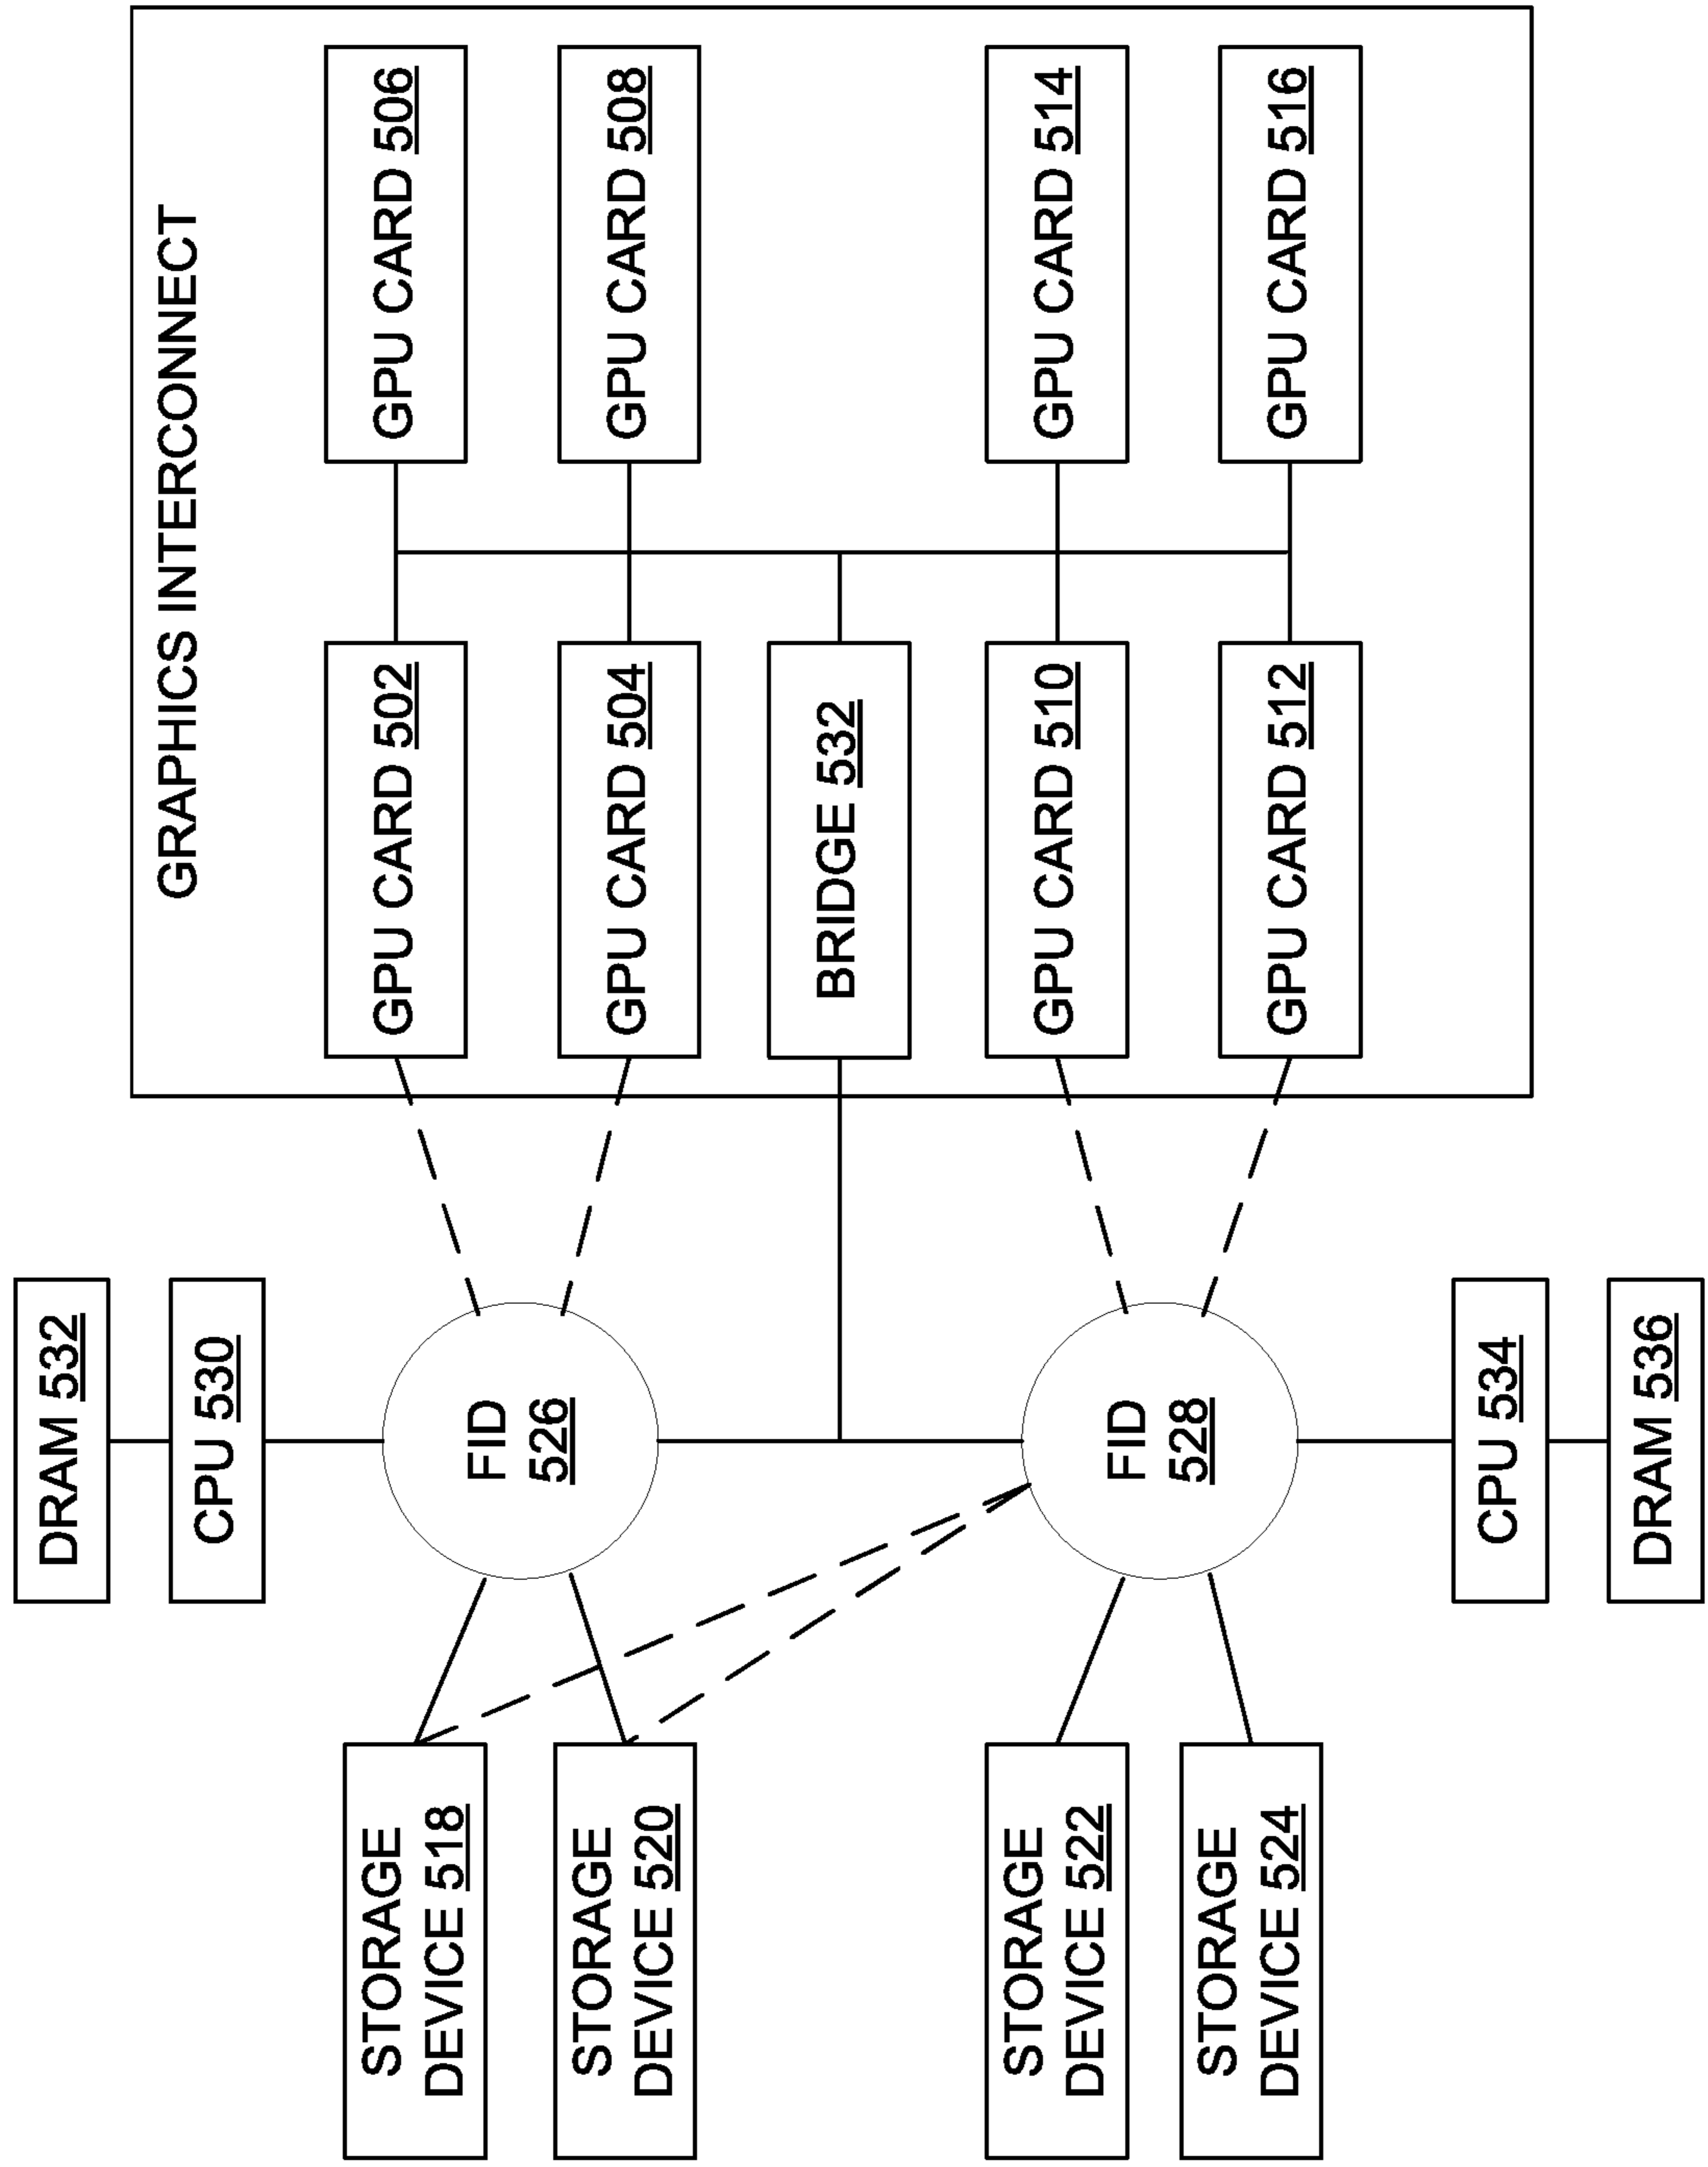 GRAPHICS INTERCONNECT
DRAM 532
CPU 530
STORAGE
DEVICE 518
GPU CARD 502
GPU CARD 506
FID
526
STORAGE
DEVICE 520
GPU CARD 504
GPU CARD 508
BRIDGE 532
STORAGE
DEVICE 522
GPU CARD 510
GPU CARD 514
FID
528
STORAGE
DEVICE 524
GPU CARD 512
GPU CARD 516
CPU 534
DRAM 536